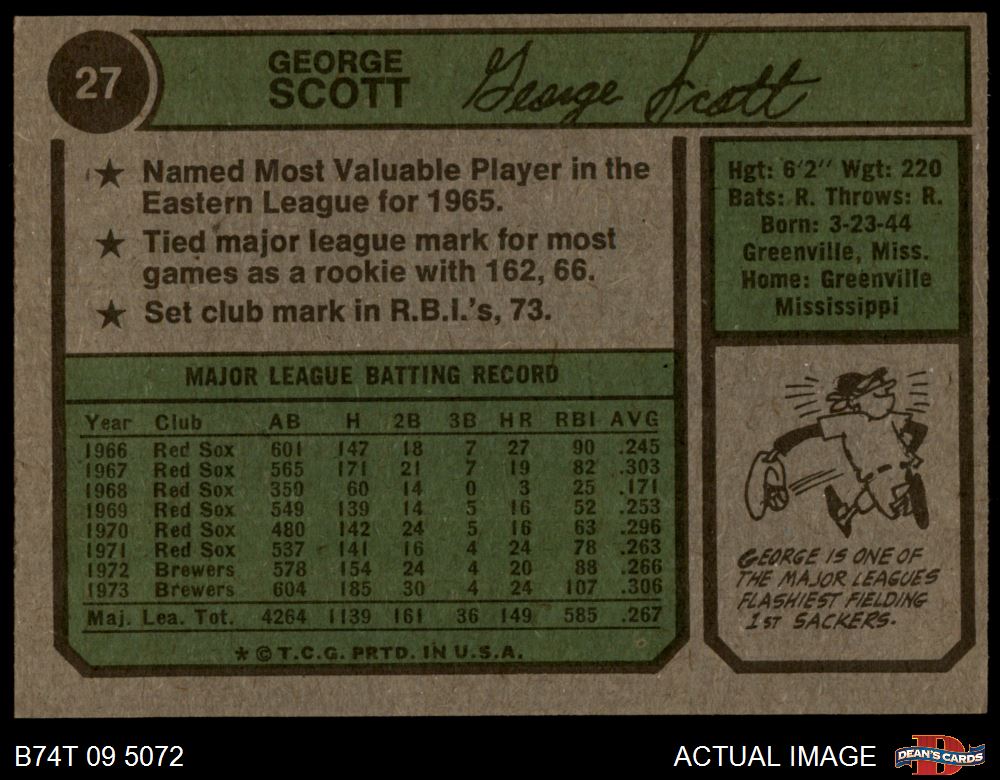 27
GEORGE
SCOTT
George Scott
★ Named Most Valuable Player in the
Eastern League for 1965.
★ Tied major league mark for most
games as a rookie with 162, 66.
★ Set club mark in R.B.I.'s, 73.
Hgt: 6'2'' Wgt: 220
Bats: R. Throws: R.
Born: 3-23-44
Greenville, Miss.
Home: Greenville
Mississippi
MAJOR LEAGUE BATTING RECORD
Year Club AB H 2B 3B HR RBI AVG
1966 Red Sox 601 147 18 7 27 90 .245
1967 Red Sox 565 171 21 7 19 82 .303
1968 Red Sox 350 60 14 0 3 25 .171
1969 Red Sox 549 139 14 5 16 52 .253
1970 Red Sox 480 142 24 5 16 63 .296
1971 Red Sox 537 141 16 4 24 78 .263
1972 Brewers 578 154 24 4 20 88 .266
1973 Brewers 604 185 30 4 24 107 .306
Maj. Lea. Tot. 4264 1139 161 36 149 585 .267
* © T.C.G. PRTD. IN U.S.A.
GEORGE IS ONE OF
THE MAJOR LEAGUES
FLASHIEST FIELDING
1ST SACKERS.
B74T 09 5072
ACTUAL IMAGE
DEAN'S CARDS